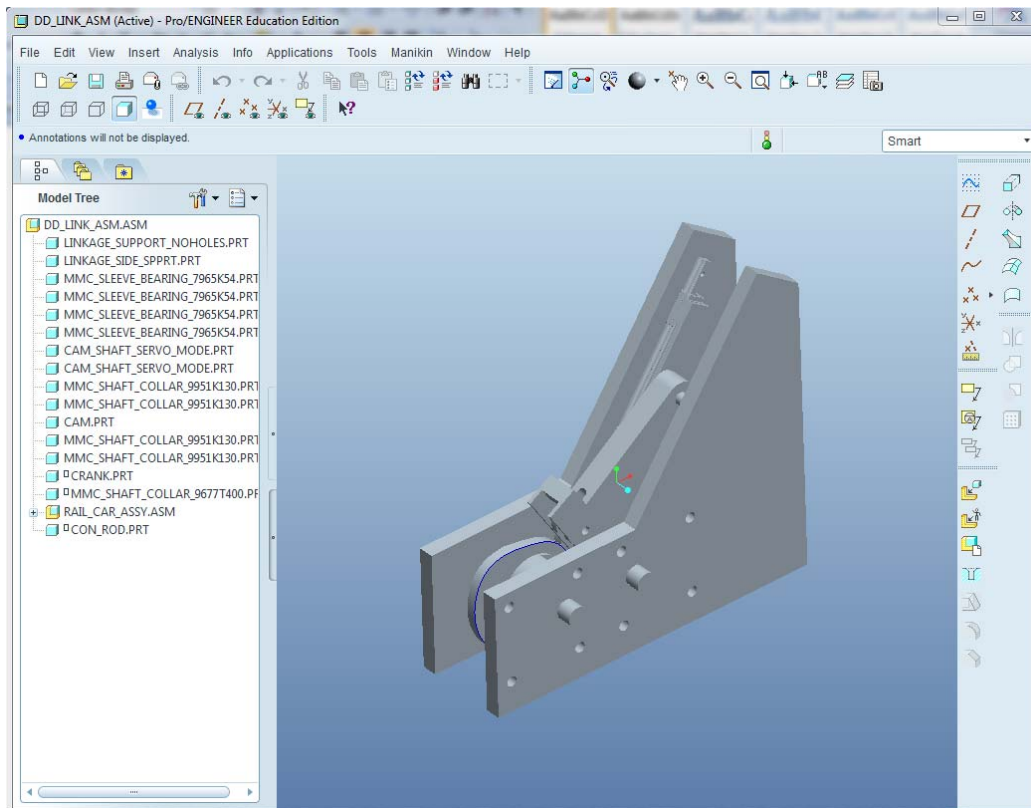 DD_LINK_ASM (Active) - Pro/ENGINEER Education Edition
File Edit View Insert Analysis Info Applications Tools Manikin Window Help
Annotations will not be displayed.
Smart
Model Tree
DD_LINK_ASM.ASM
LINKAGE_SUPPORT_NOHOLES.PRT
LINKAGE_SIDE_SPPRT.PRT
MMC_SLEEVE_BEARING_7965K54.PRT
MMC_SLEEVE_BEARING_7965K54.PRT
MMC_SLEEVE_BEARING_7965K54.PRT
MMC_SLEEVE_BEARING_7965K54.PRT
CAM_SHAFT_SERVO_MODE.PRT
CAM_SHAFT_SERVO_MODE.PRT
MMC_SHAFT_COLLAR_9951K130.PRT
MMC_SHAFT_COLLAR_9951K130.PRT
CAM.PRT
MMC_SHAFT_COLLAR_9951K130.PRT
MMC_SHAFT_COLLAR_9951K130.PRT
CRANK.PRT
MMC_SHAFT_COLLAR_9677T400.PR
RAIL_CAR_ASSY.ASM
CON_ROD.PRT